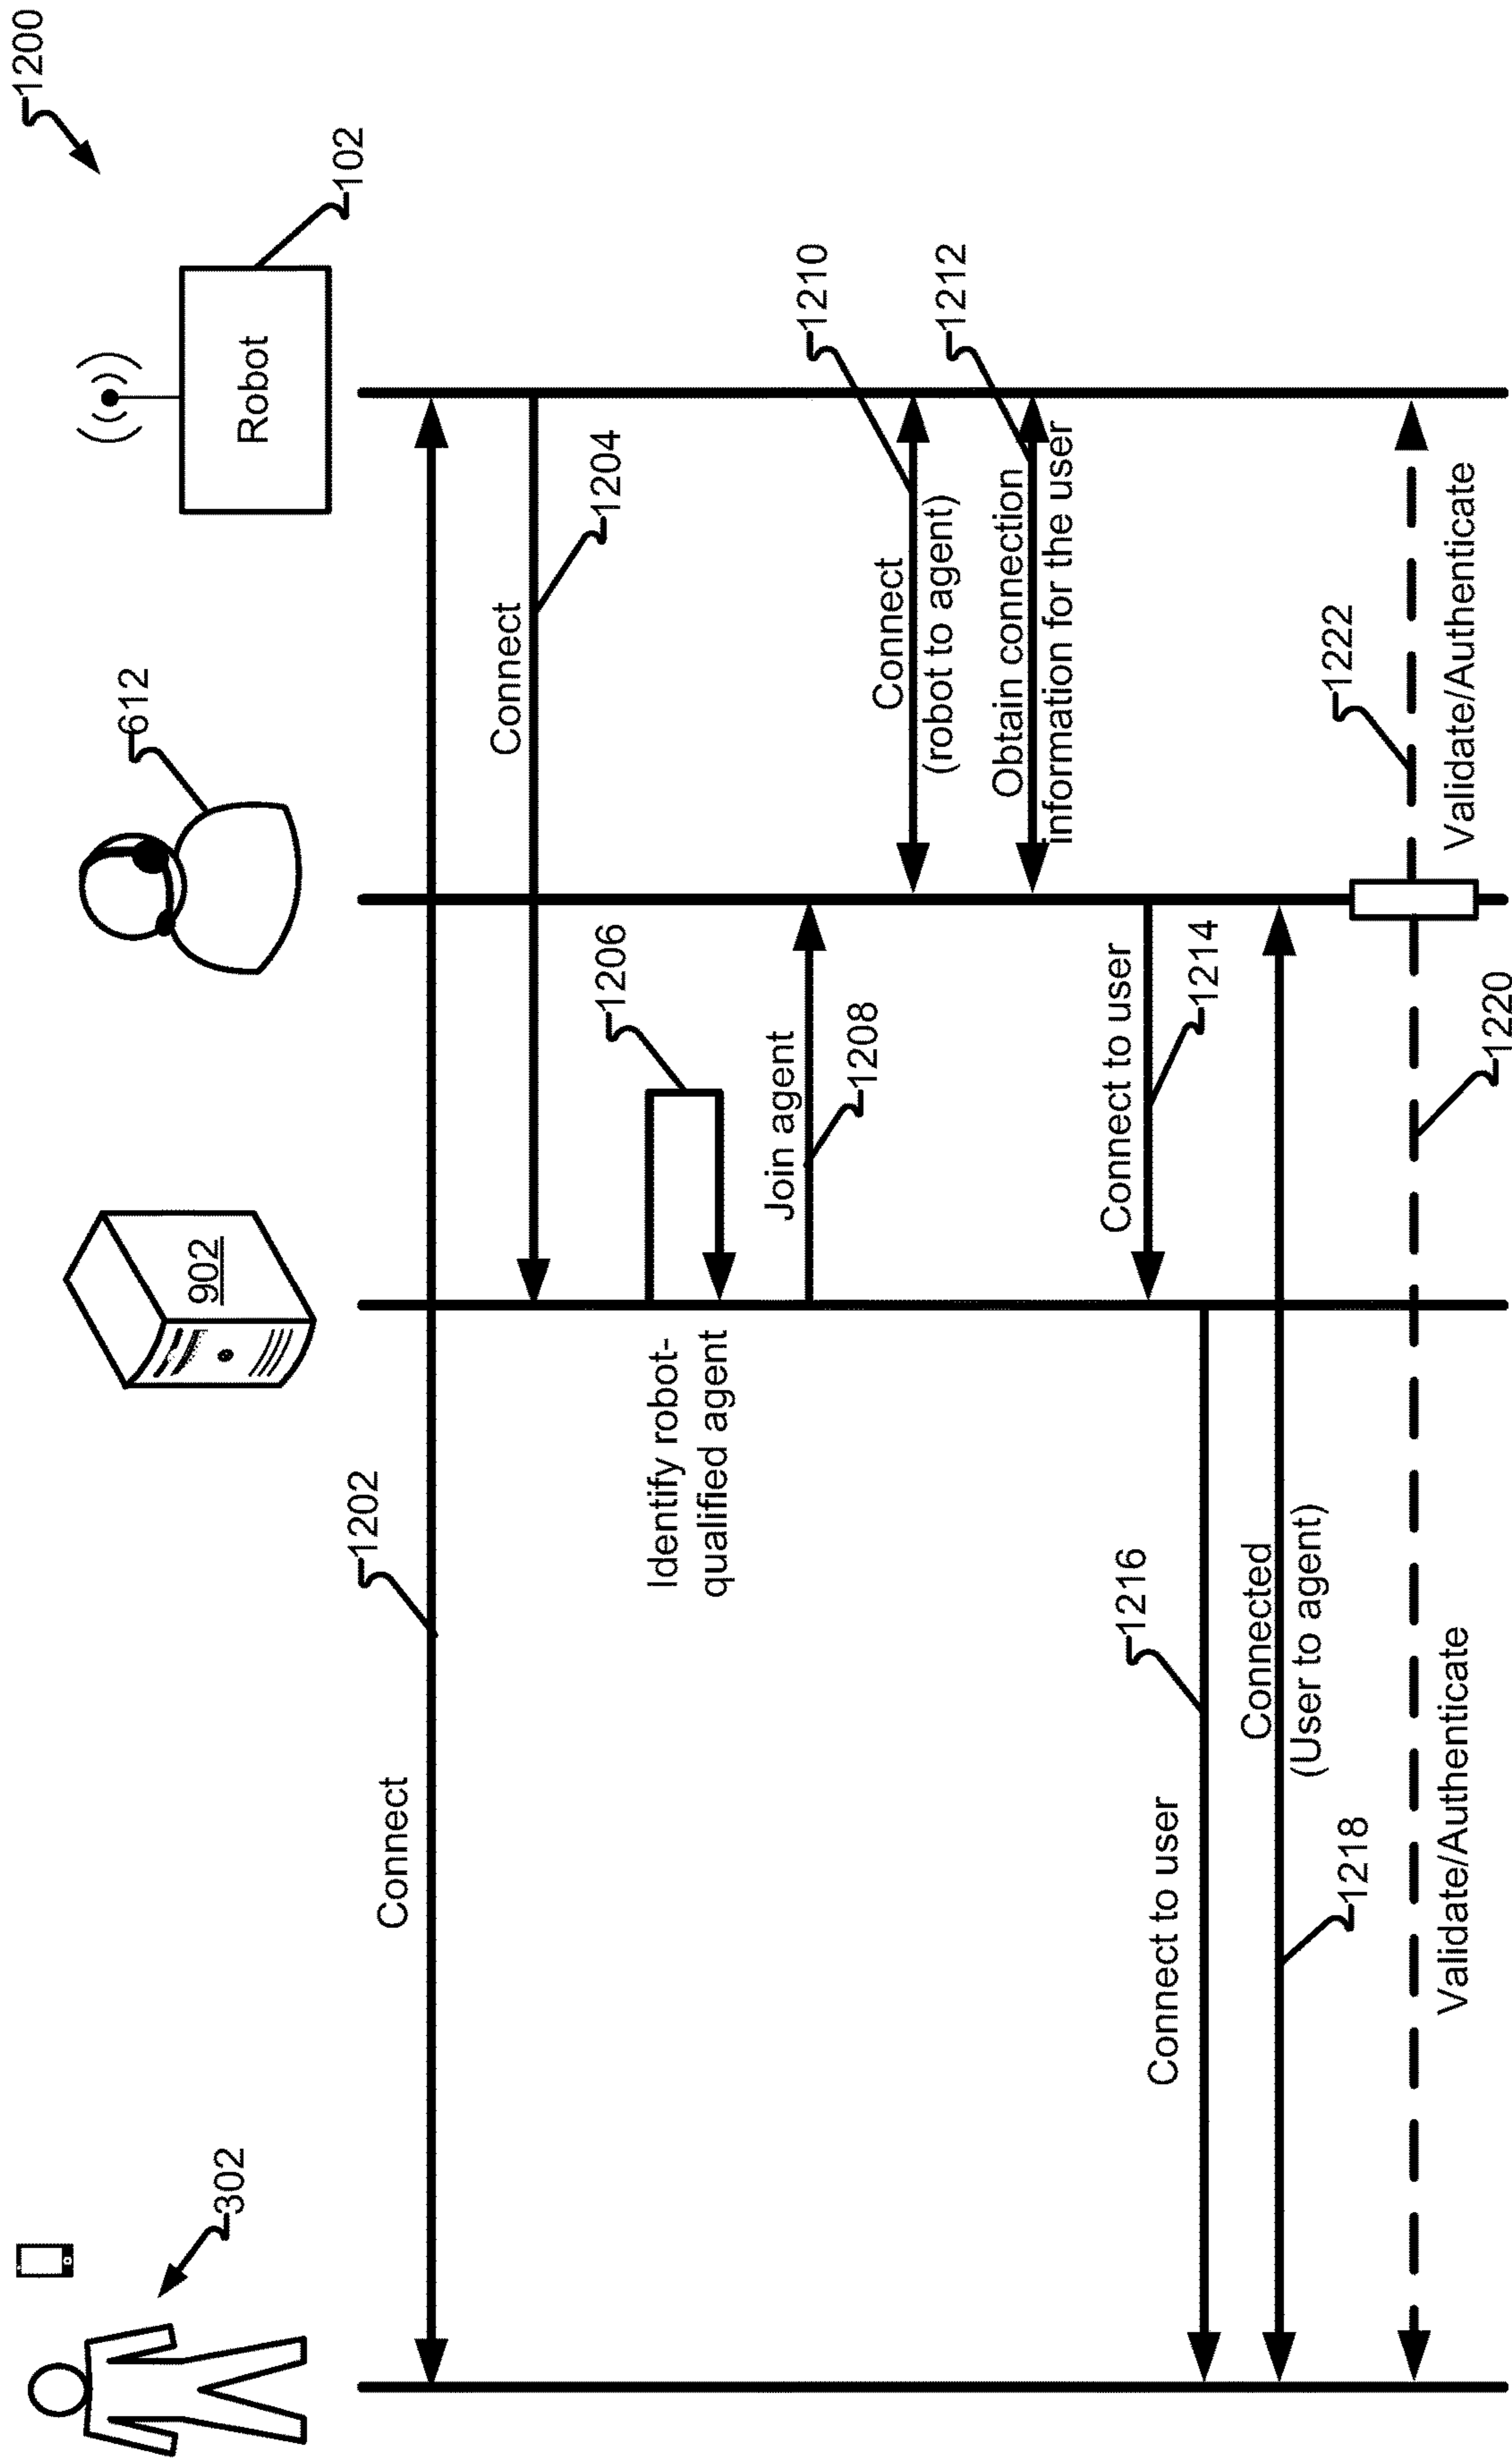 1200
302
902
612
Robot
102
Connect
1202
Connect
1204
Identify robot-
qualified agent
1206
Join agent
1208
Connect
(robot to agent)
1210
Obtain connection
information for the user
1212
Connect to user
1214
Connect to user
1216
Connected
(User to agent)
1218
Validate/Authenticate
1220
Validate/Authenticate
1222